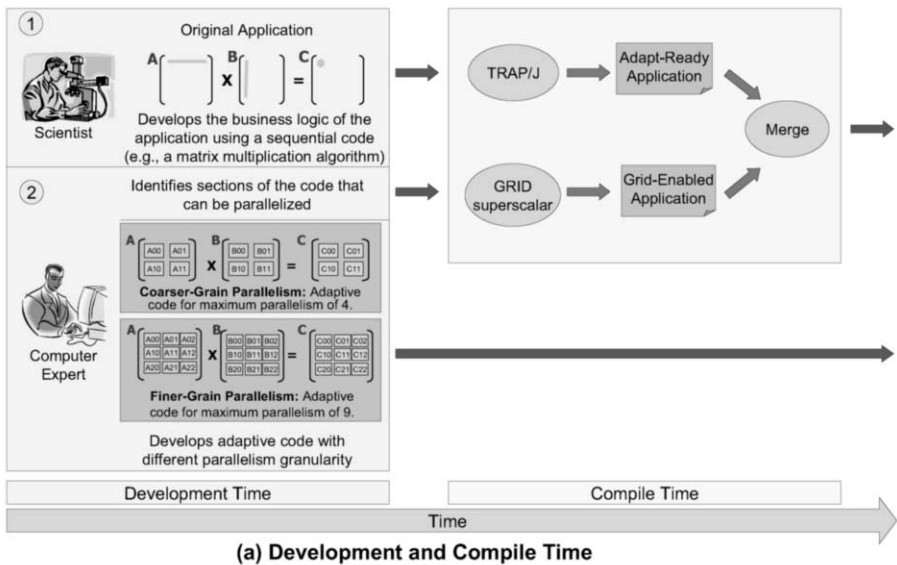 1
Original Application
A
B
C
X
=
Scientist
Develops the business logic of the
application using a sequential code
(e.g., a matrix multiplication algorithm)
2
Identifies sections of the code that
can be parallelized
A
B
C
A00 A01
B00 B01
C00 C01
X
=
A10 A11
B10 B11
C10 C11
Coarser-Grain Parallelism: Adaptive
code for maximum parallelism of 4.
A
B
C
A00 A01 A02
B00 B01 B02
C00 C01 C02
A10 A11 A12
X
B10 B11 B12
=
C10 C11 C12
A20 A21 A22
B20 B21 B22
C20 C21 C22
Computer
Expert
Finer-Grain Parallelism: Adaptive
code for maximum parallelism of 9.
Develops adaptive code with
different parallelism granularity
TRAP/J
Adapt-Ready
Application
Merge
GRID
superscalar
Grid-Enabled
Application
Development Time
Compile Time
Time
(a) Development and Compile Time